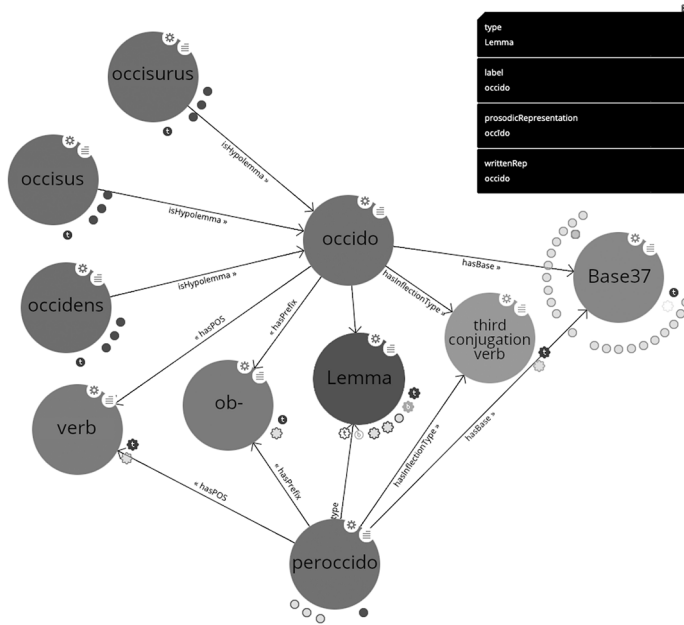 occisurus
type
Lemma
label
occido
prosodicRepresentation
occīdo
writtenRep
occido
isHypolemma »
occisus
isHypolemma »
occido
hasBase »
Base37
occidens
isHypolemma »
hasInflectionType »
« hasPOS
« hasPrefix
third
conjugation
verb
Lemma
ob-
verb
hasInflectionType »
hasBase »
« hasPrefix
« hasPOS
type
peroccido